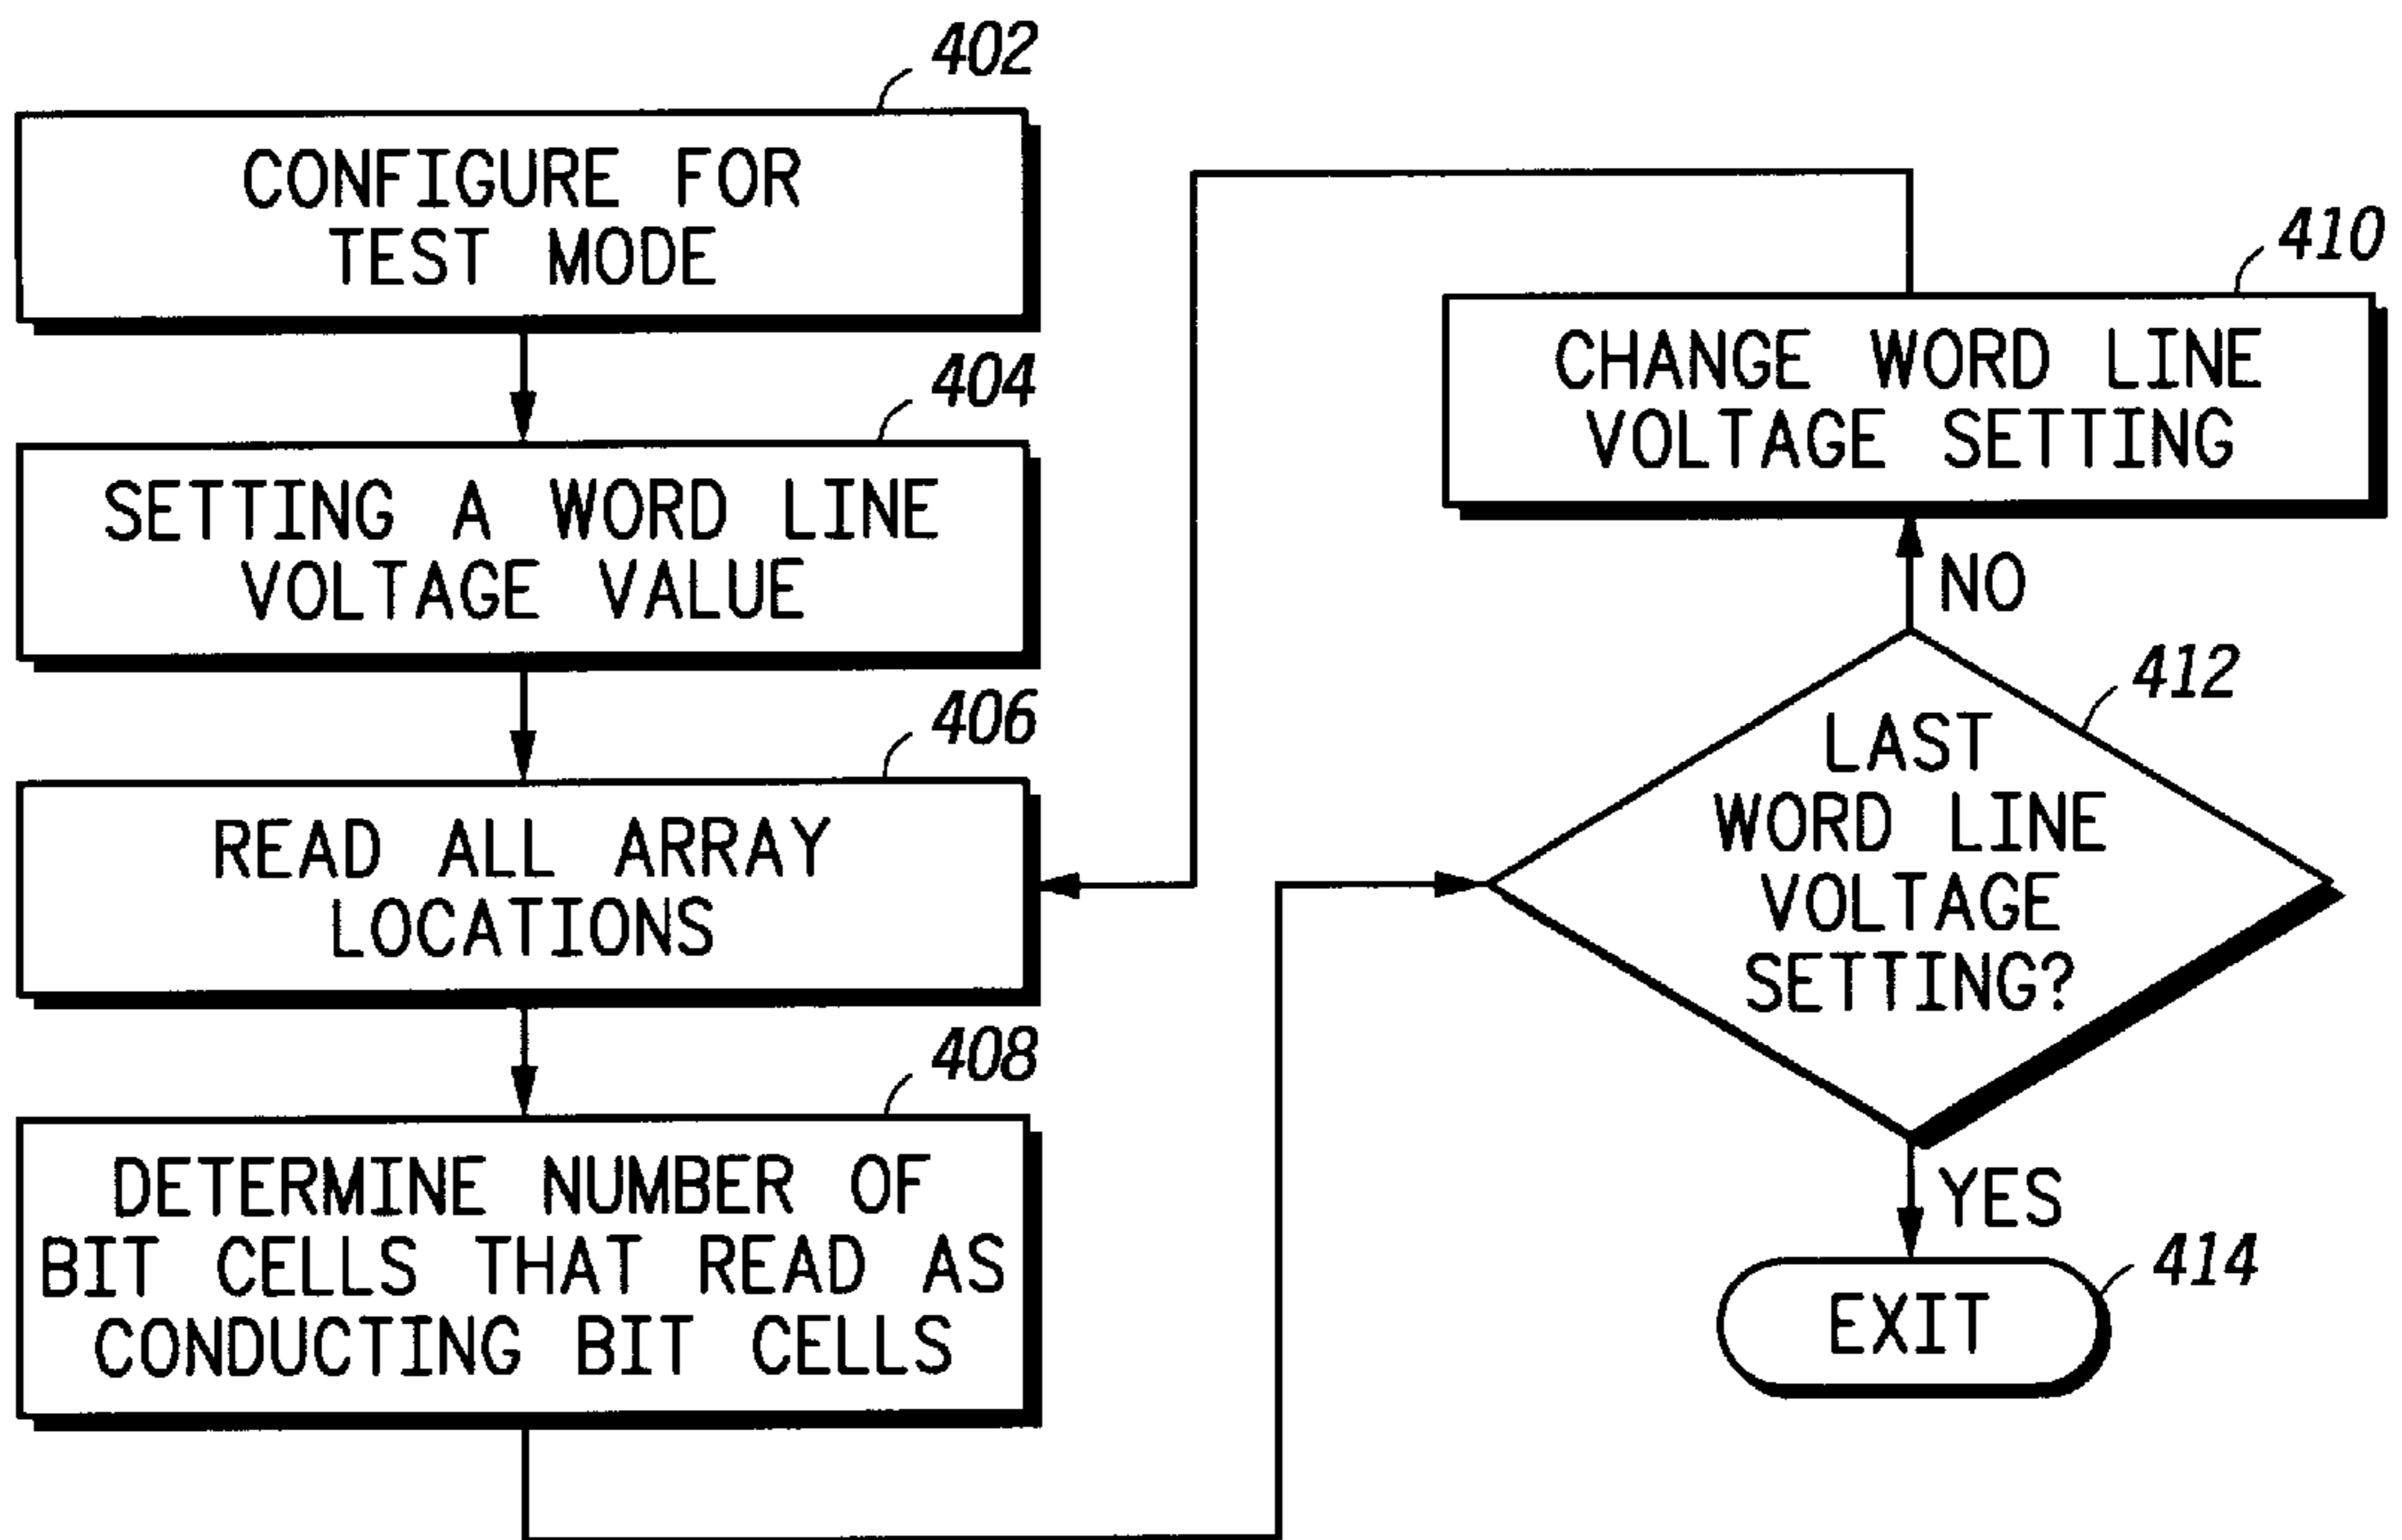 402
CONFIGURE FOR
TEST MODE
404
SETTING A WORD LINE
VOLTAGE VALUE
406
READ ALL ARRAY
LOCATIONS
408
DETERMINE NUMBER OF
BIT CELLS THAT READ AS
CONDUCTING BIT CELLS
410
CHANGE WORD LINE
VOLTAGE SETTING
NO
412
LAST
WORD LINE
VOLTAGE
SETTING?
YES
414
EXIT